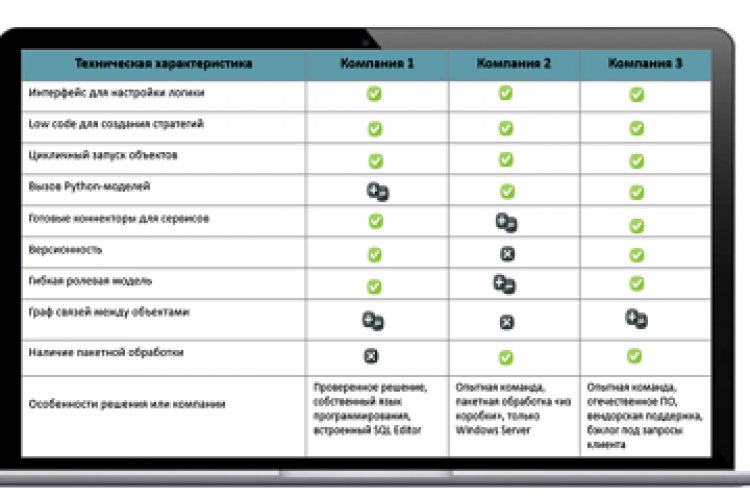 Техническая характеристика Компания 1 Компания 2 Компания 3
Интерфейс для настройки логики
Low code для создания стратегий
Цикличный запуск объектов
Вызов Python-моделей
Готовые коннекторы для сервисов
Версионность
Гибкая ролевая модель
Граф связей между объектами
Наличие пакетной обработки
Особенности решения или компании
Проверенное решение,
собственный язык
программирования,
встроенный SQL Editor
Опытная команда,
пакетная обработка «из
коробки», только
Windows Server
Опытная команда,
отечественное ПО,
вендорская поддержка,
бэклог под запросы
клиента